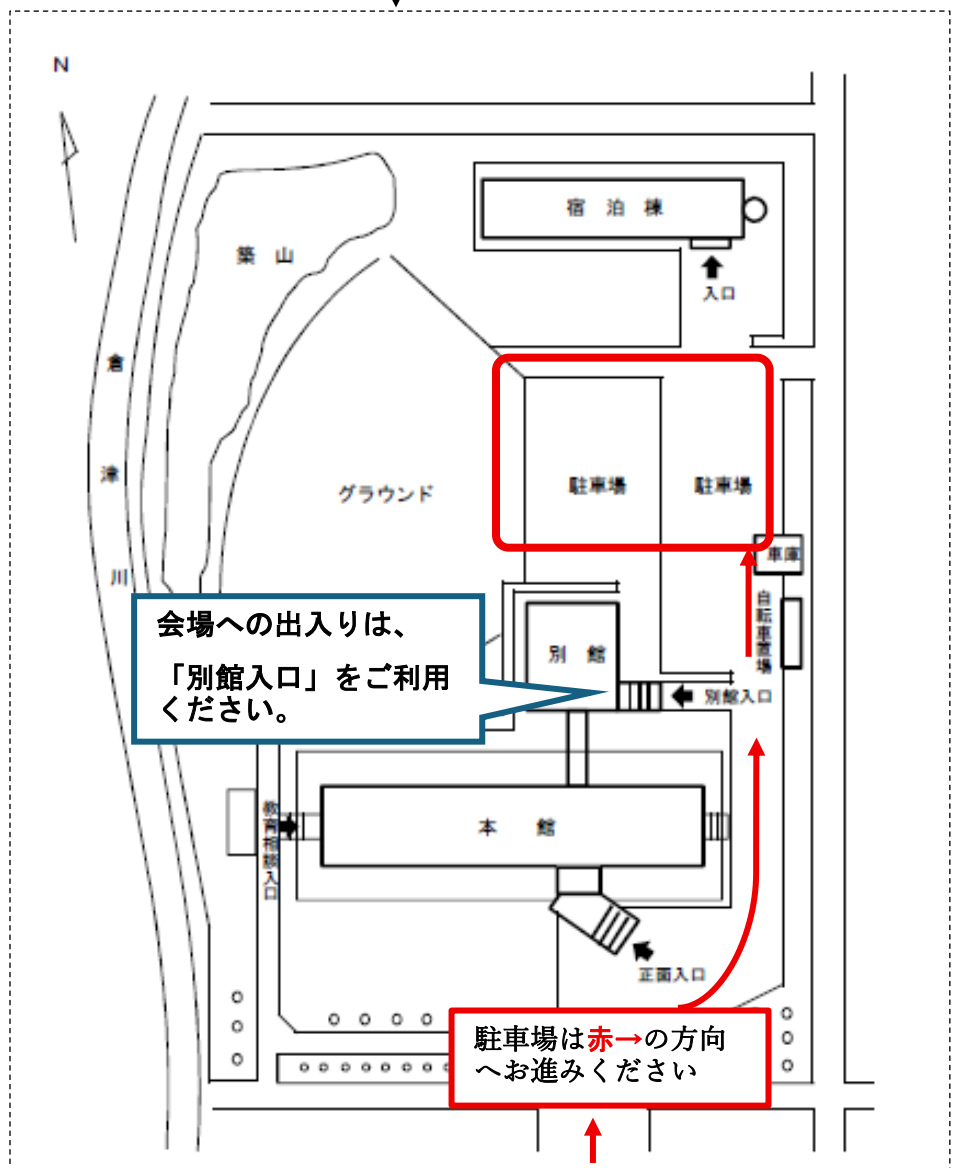 N
宿泊棟
築山
入口
倉津川
駐車場
駐車場
グラウンド
車庫
自転車置場
会場への出入りは、
「別館入口」をご利用
ください。
別館
別館入口
教育相談入口
本館
正面入口
駐車場は赤→の方向
へお進みください